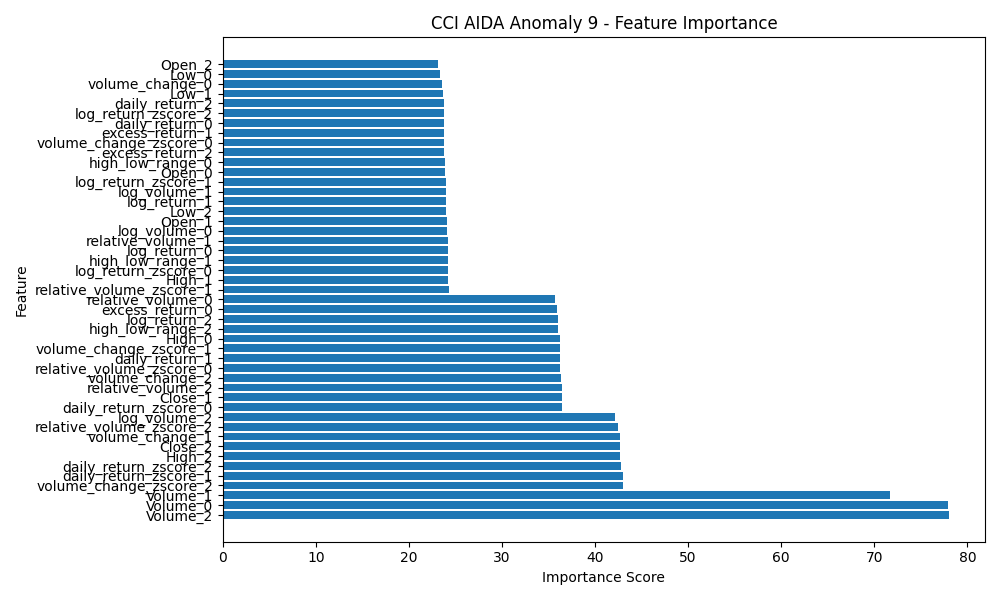 CCI AIDA Anomaly 9 - Feature Importance
Feature
Open_2
Low_0
volume_change_0
Low_1
daily_return_2
log_return_zscore_2
daily_return_0
excess_return_1
volume_change_zscore_0
excess_return_2
high_low_range_0
Open_0
log_return_zscore_1
log_volume_1
log_return_1
Low_2
Open_1
log_volume_0
relative_volume_1
log_return_0
high_low_range_1
log_return_zscore_0
High_1
relative_volume_zscore_1
relative_volume_0
excess_return_0
log_return_2
high_low_range_2
High_0
volume_change_zscore_1
daily_return_1
relative_volume_zscore_0
volume_change_2
relative_volume_2
Close_1
daily_return_zscore_0
log_volume_2
relative_volume_zscore_2
volume_change_1
Close_2
High_2
daily_return_zscore_2
daily_return_zscore_1
volume_change_zscore_2
Volume_1
Volume_0
Volume_2
0 10 20 30 40 50 60 70 80
Importance Score